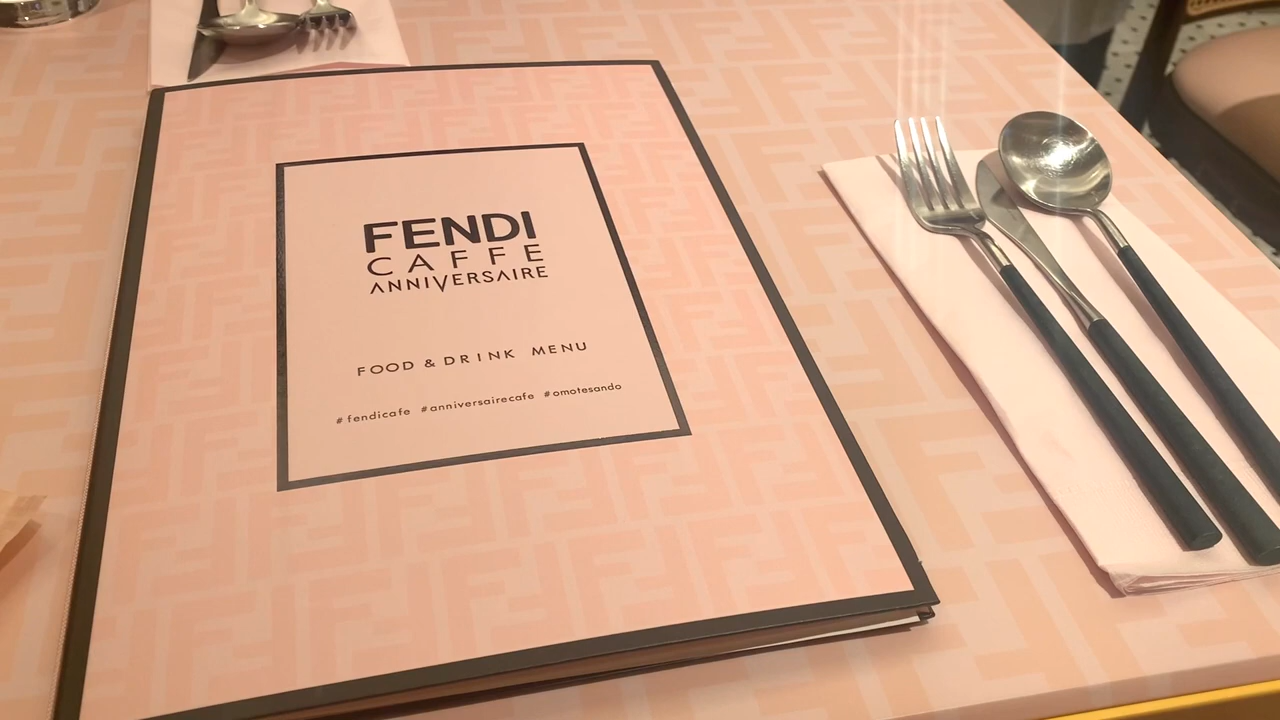 FENDI
CAFFE
ANNIVERSAIRE
FOOD & DRINK MENU
#fendicafe #anniversairecafe #omotesando